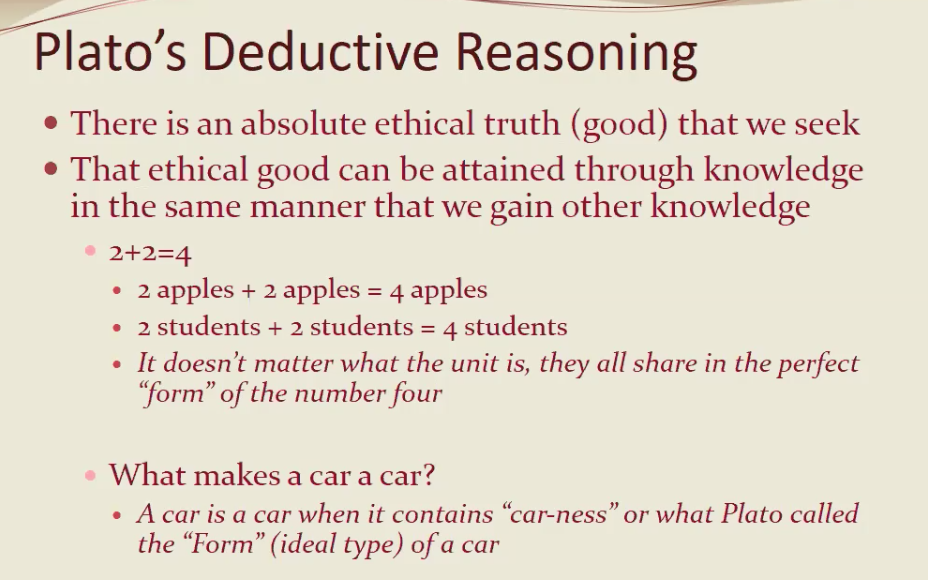 Plato’s Deductive Reasoning
• There is an absolute ethical truth (good) that we seek
• That ethical good can be attained through knowledge
in the same manner that we gain other knowledge
• 2+2=4
• 2 apples + 2 apples = 4 apples
• 2 students + 2 students = 4 students
• It doesn’t matter what the unit is, they all share in the perfect
“form” of the number four
• What makes a car a car?
• A car is a car when it contains “car-ness” or what Plato called
the “Form” (ideal type) of a car